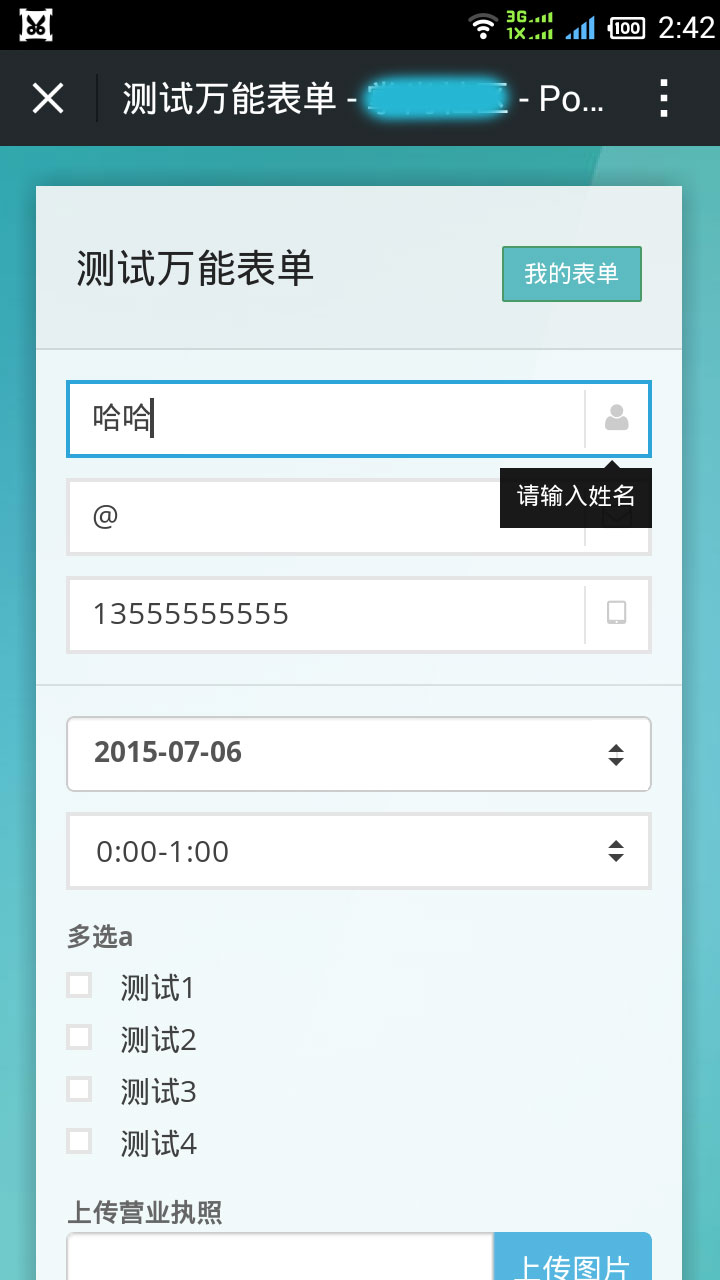 3G
1X
100
2:42
测试万能表单 - - Po...
测试万能表单
我的表单
哈哈
请输入姓名
@
13555555555
2015-07-06
0:00-1:00
多选a
测试1
测试2
测试3
测试4
上传营业执照
上传图片